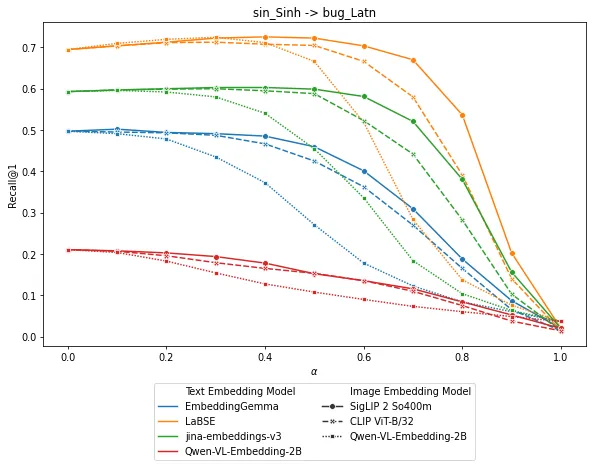 sin_Sinh -> bug_Latn
Recall@1
0.7
0.6
0.5
0.4
0.3
0.2
0.1
0.0
0.0 0.2 0.4 0.6 0.8 1.0
α
Text Embedding Model
EmbeddingGemma
LaBSE
jina-embeddings-v3
Qwen-VL-Embedding-2B
Image Embedding Model
SigLIP 2 So400m
CLIP ViT-B/32
Qwen-VL-Embedding-2B